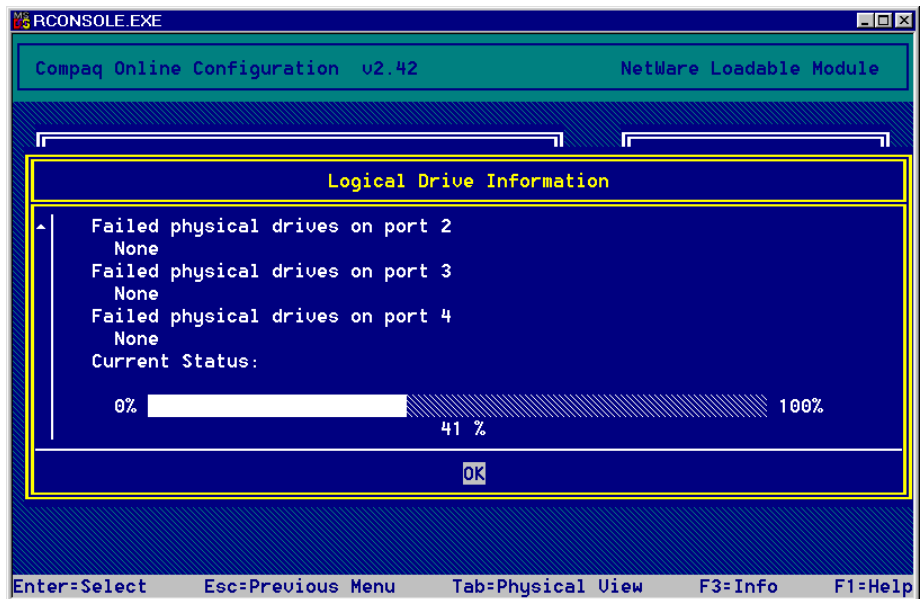 RCONSOLE.EXE
Compaq Online Configuration v2.42 NetWare Loadable Module
Logical Drive Information
Failed physical drives on port 2
None
Failed physical drives on port 3
None
Failed physical drives on port 4
None
Current Status:
0% 100%
41 %
OK
Enter=Select Esc=Previous Menu Tab=Physical View F3=Info F1=Help